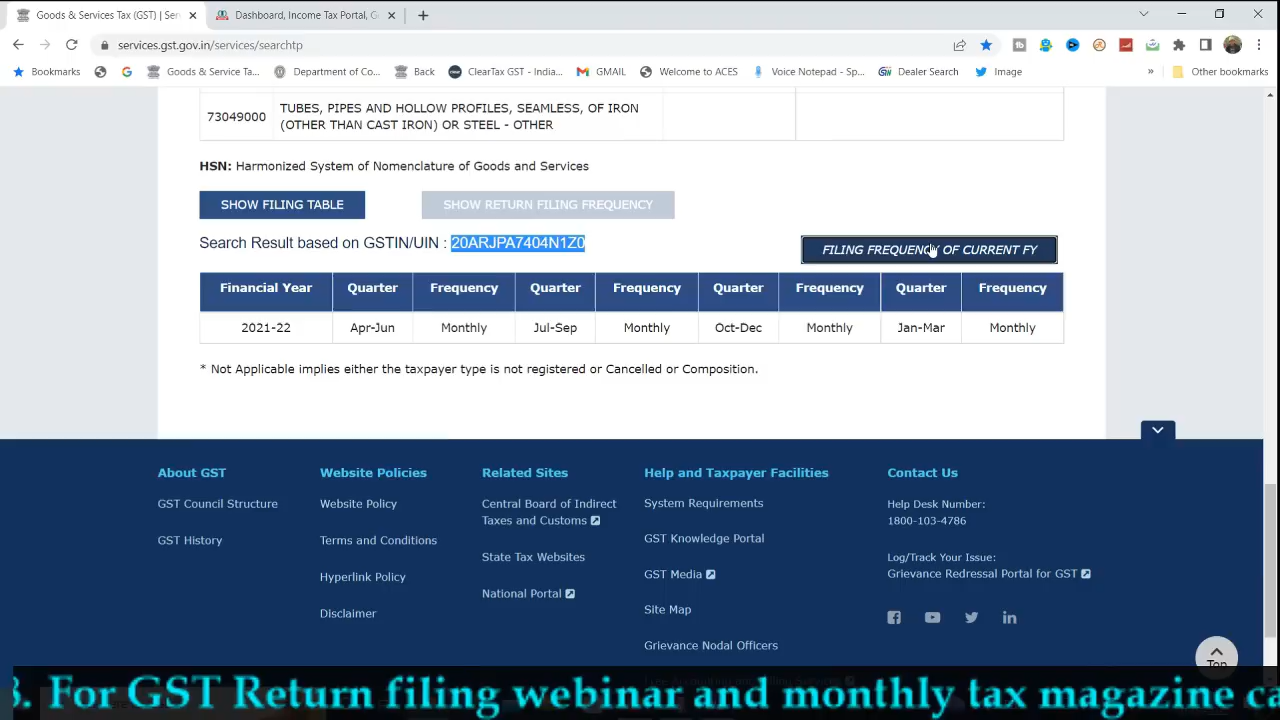 Goods & Services Tax (GST) | Ser
Dashboard, Income Tax Portal, G
services.gst.gov.in/services/searchtp
Bookmarks
Goods & Service Ta...
Department of Co...
Back
ClearTax GST - India...
GMAIL
Welcome to ACES
Voice Notepad - Sp...
Dealer Search
Image
»
Other bookmarks
73049000
TUBES, PIPES AND HOLLOW PROFILES, SEAMLESS, OF IRON
(OTHER THAN CAST IRON) OR STEEL - OTHER
HSN: Harmonized System of Nomenclature of Goods and Services
SHOW FILING TABLE
SHOW RETURN FILING FREQUENCY
Search Result based on GSTIN/UIN : 20ARJPA7404N1Z0
FILING FREQUENCY OF CURRENT FY
Financial Year Quarter Frequency Quarter Frequency Quarter Frequency Quarter Frequency
2021-22 Apr-Jun Monthly Jul-Sep Monthly Oct-Dec Monthly Jan-Mar Monthly
* Not Applicable implies either the taxpayer type is not registered or Cancelled or Composition.
About GST
GST Council Structure
GST History
Website Policies
Website Policy
Terms and Conditions
Hyperlink Policy
Disclaimer
Related Sites
Central Board of Indirect
Taxes and Customs
State Tax Websites
National Portal
Help and Taxpayer Facilities
System Requirements
GST Knowledge Portal
GST Media
Site Map
Grievance Nodal Officers
Contact Us
Help Desk Number:
1800-103-4786
Log/Track Your Issue:
Grievance Redressal Portal for GST
Top
3. For GST Return filing webinar and monthly tax magazine ca